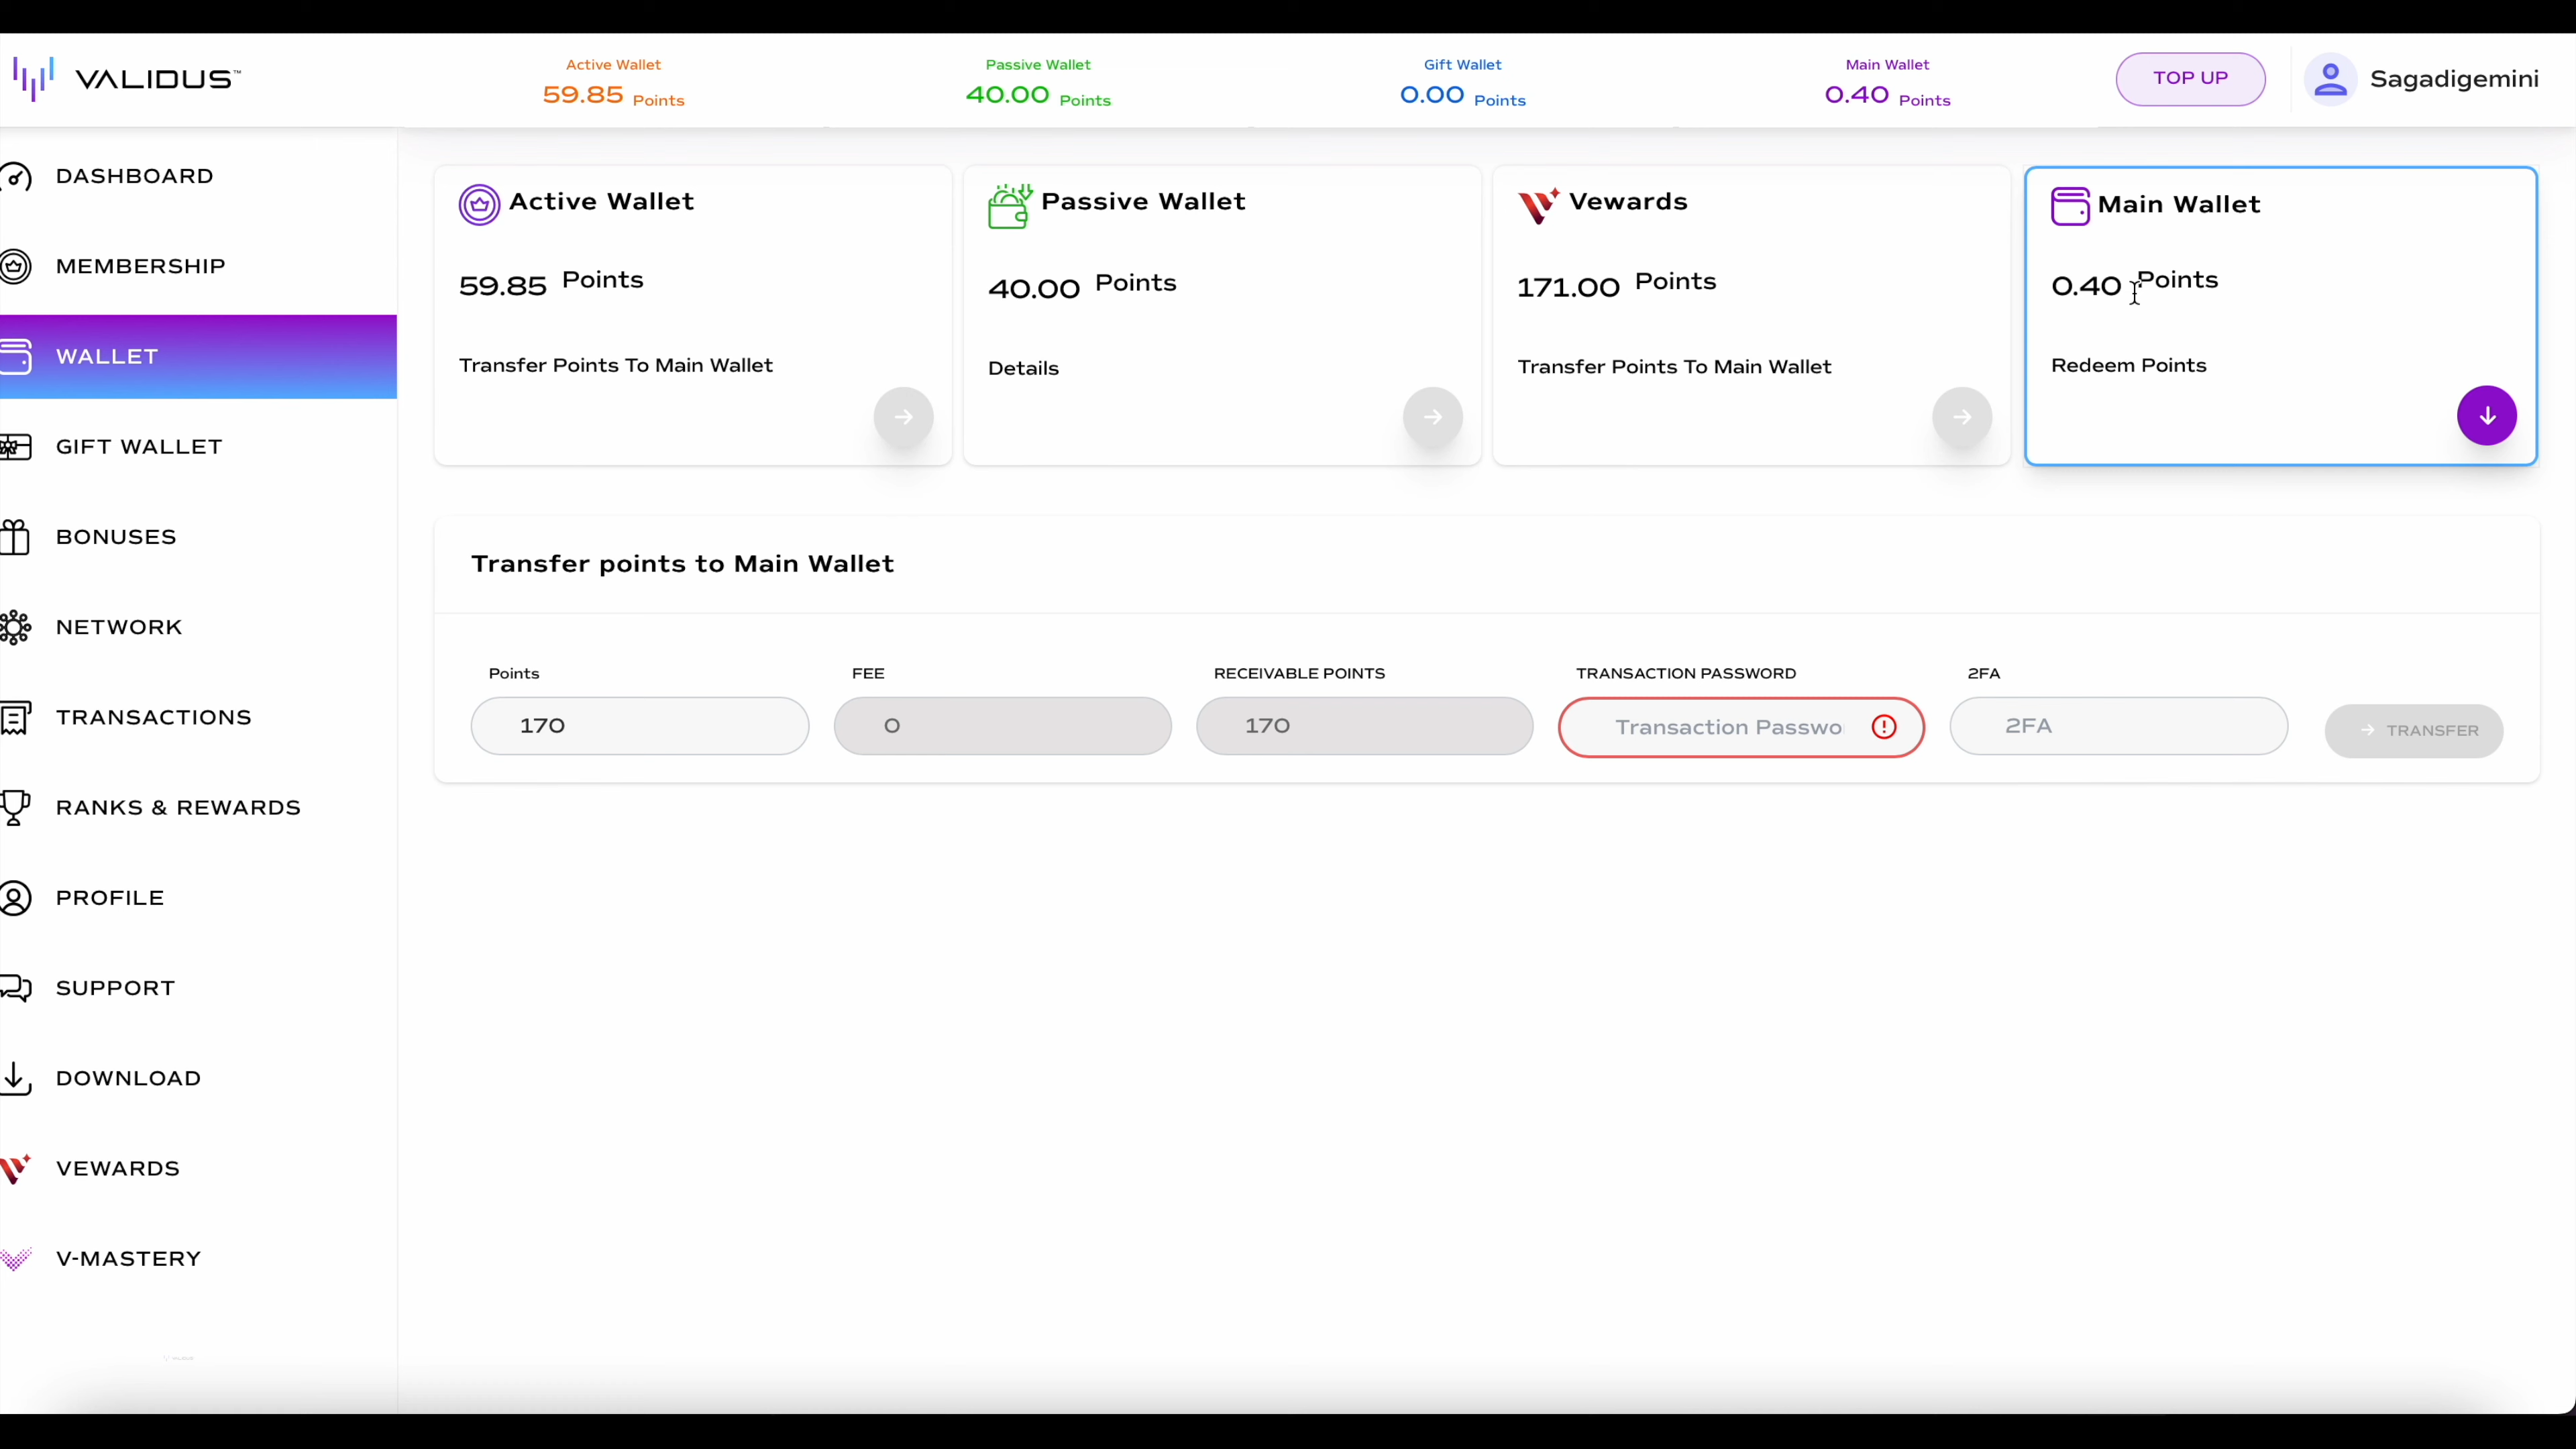 VALIDUS™
Active Wallet
59.85 Points
Passive Wallet
40.00 Points
Gift Wallet
0.00 Points
Main Wallet
0.40 Points
TOP UP
Sagadigemini
DASHBOARD
MEMBERSHIP
WALLET
GIFT WALLET
BONUSES
NETWORK
TRANSACTIONS
RANKS & REWARDS
PROFILE
SUPPORT
DOWNLOAD
VEWARDS
V-MASTERY
Active Wallet
59.85 Points
Transfer Points To Main Wallet
Passive Wallet
40.00 Points
Details
Vewards
171.00 Points
Transfer Points To Main Wallet
Main Wallet
0.40 Points
Redeem Points
Transfer points to Main Wallet
Points
170
FEE
0
RECEIVABLE POINTS
170
TRANSACTION PASSWORD
Transaction Passwo
2FA
2FA
TRANSFER